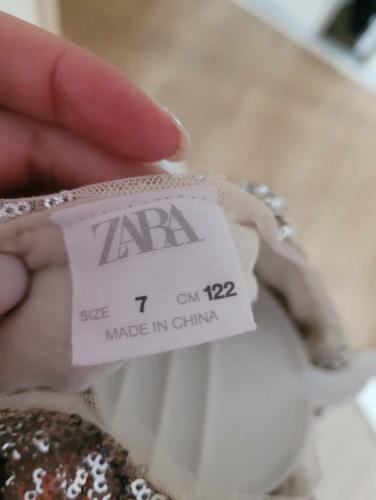 ZARA
SIZE 7 CM 122
MADE IN CHINA